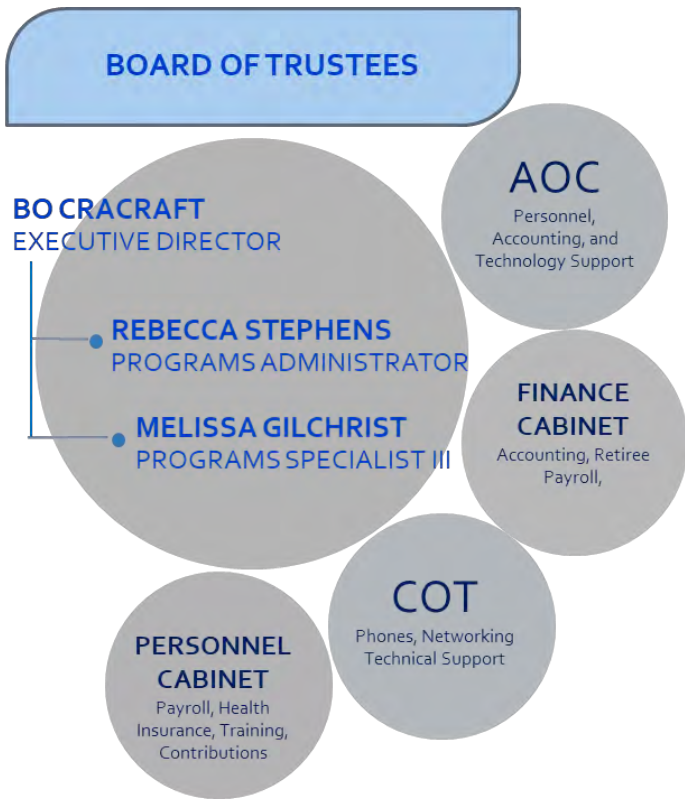 BOARD OF TRUSTEES
BO CRACRAFT
EXECUTIVE DIRECTOR
REBECCA STEPHENS
PROGRAMS ADMINISTRATOR
MELISSA GILCHRIST
PROGRAMS SPECIALIST III
AOC
Personnel,
Accounting, and
Technology Support
FINANCE
CABINET
Accounting, Retiree
Payroll,
COT
Phones, Networking
Technical Support
PERSONNEL
CABINET
Payroll, Health
Insurance, Training,
Contributions